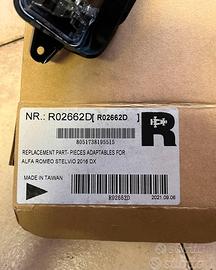 NR.: R02662D[ R02662D ]
8051738195515
REPLACEMENT PART- PIECES ADAPTABLES FOR
ALFA ROMEO STELVIO 2016 DX
MADE IN TAIWAN
R
R02662D
2021.09.06